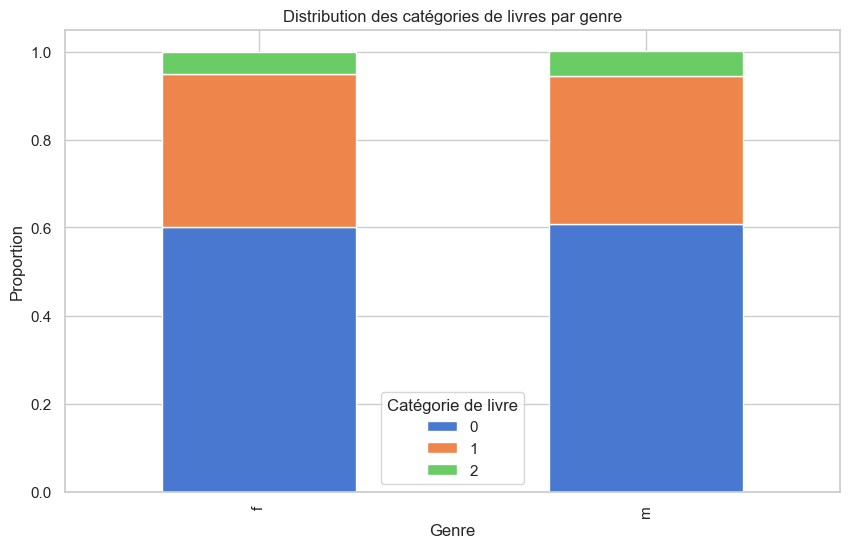 Distribution des catégories de livres par genre
Proportion
1.0
0.8
0.6
0.4
0.2
0.0
Catégorie de livre
0
1
2
f
m
Genre